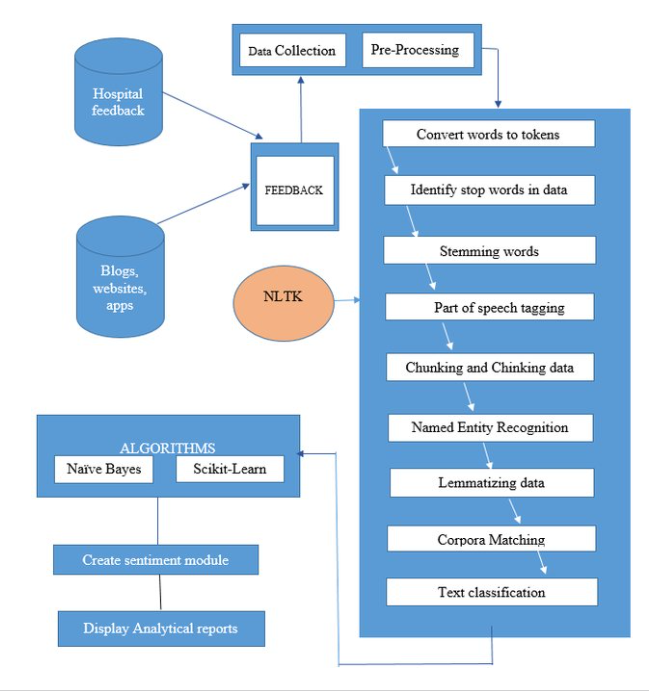 Data Collection
Pre-Processing
Hospital
feedback
FEEDBACK
Blogs,
websites,
apps
NLTK
Convert words to tokens
Identify stop words in data
Stemming words
Part of speech tagging
Chunking and Chinking data
Named Entity Recognition
Lemmatizing data
Corpora Matching
Text classification
ALGORITHMS
Naïve Bayes
Scikit-Learn
Create sentiment module
Display Analytical reports